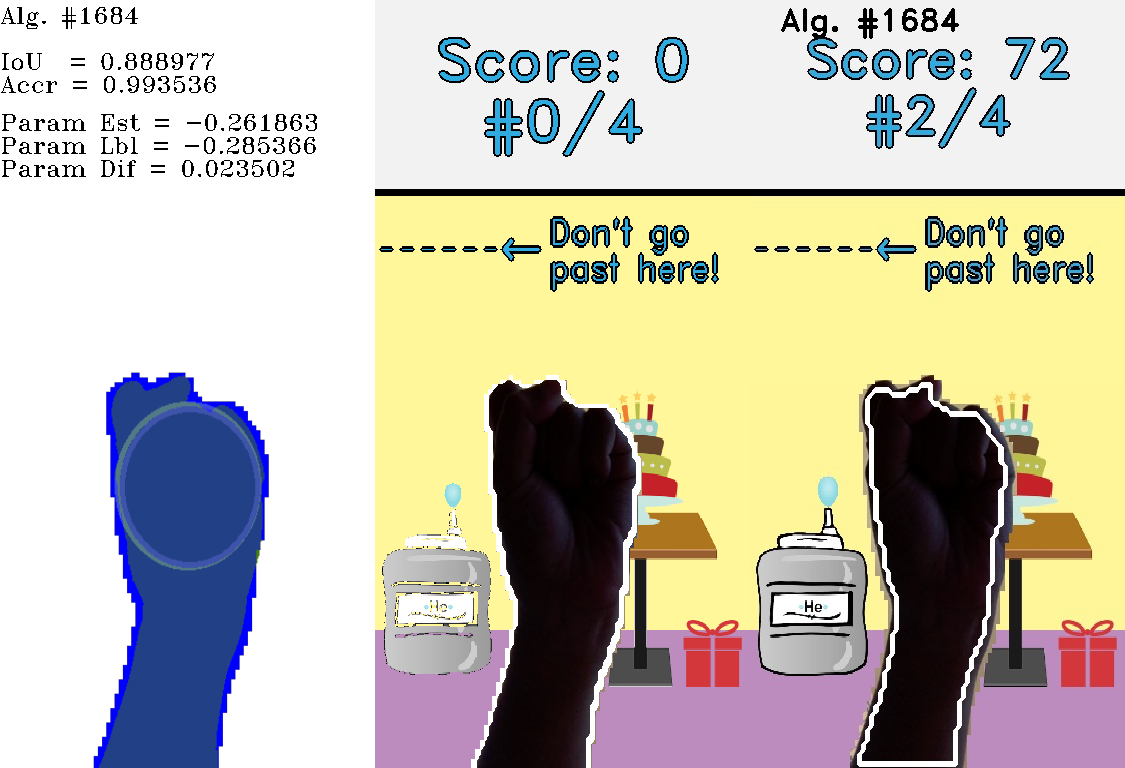 Alg. #1684
IoU = 0.888977
Accr = 0.993536
Param Est = −0.261863
Param Lbl = −0.285366
Param Dif = 0.023502
Score: 0
#0/4
Don't go
past here!
He
Alg. #1684
Score: 72
#2/4
Don't go
past here!
He